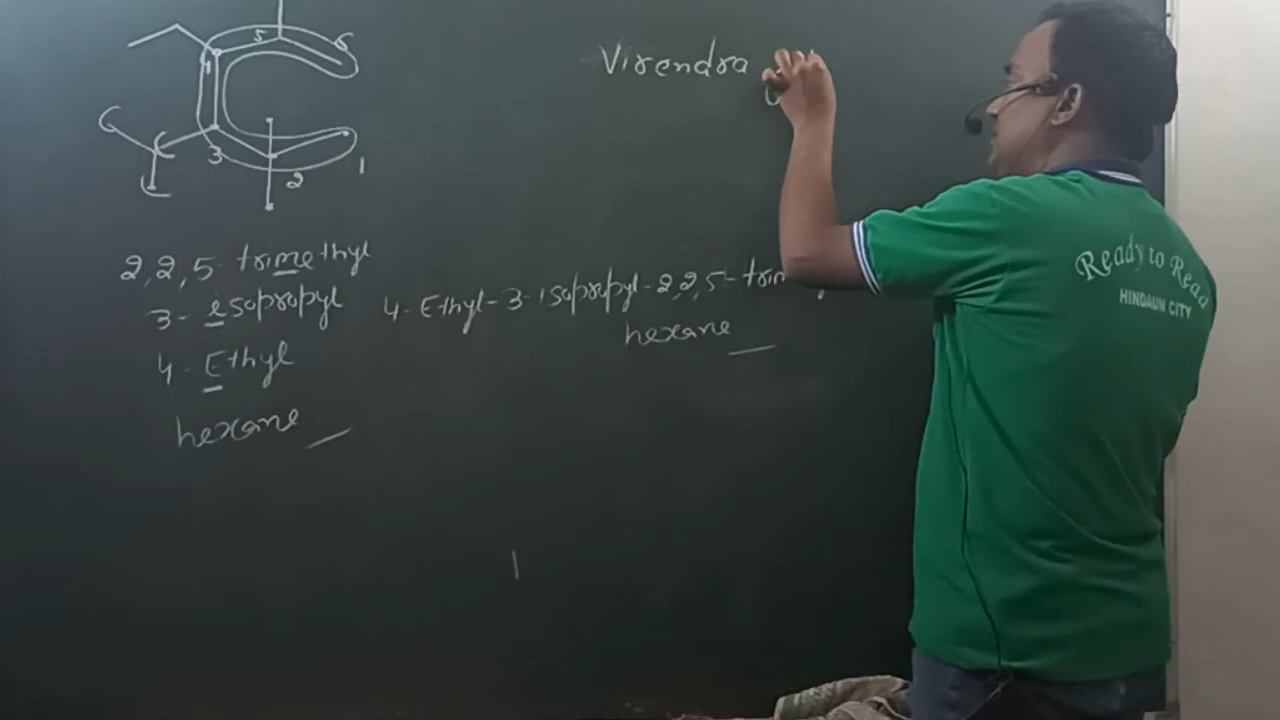 5
6
4
3
2
1
Virendra
2,2,5- trimethyl
3- isopropyl
4- Ethyl
hexane
4- Ethyl-3-isopropyl-2,2,5-trim
hexane
Ready to Read
HINDAUN CITY